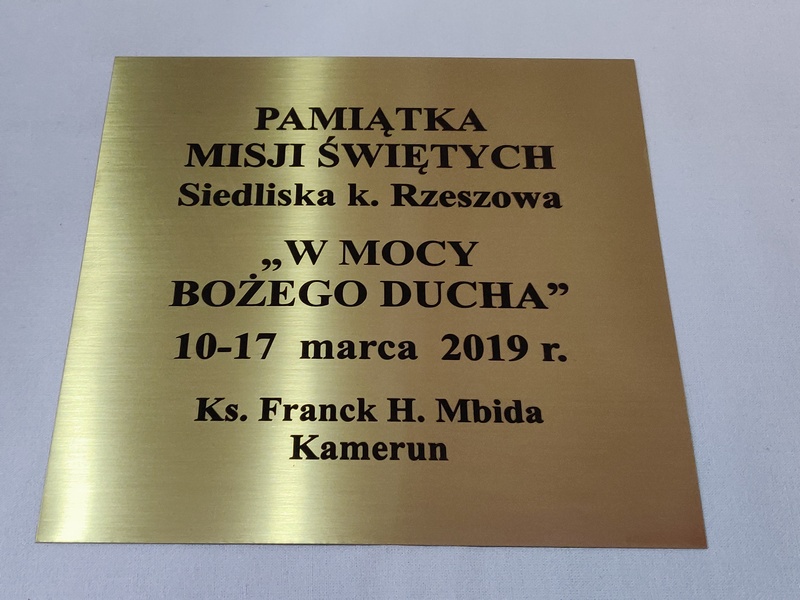 PAMIĄTKA
MISJI ŚWIĘTYCH
Siedliska k. Rzeszowa
„W MOCY
BOŻEGO DUCHA”
10-17 marca 2019 r.
Ks. Franck H. Mbida
Kamerun